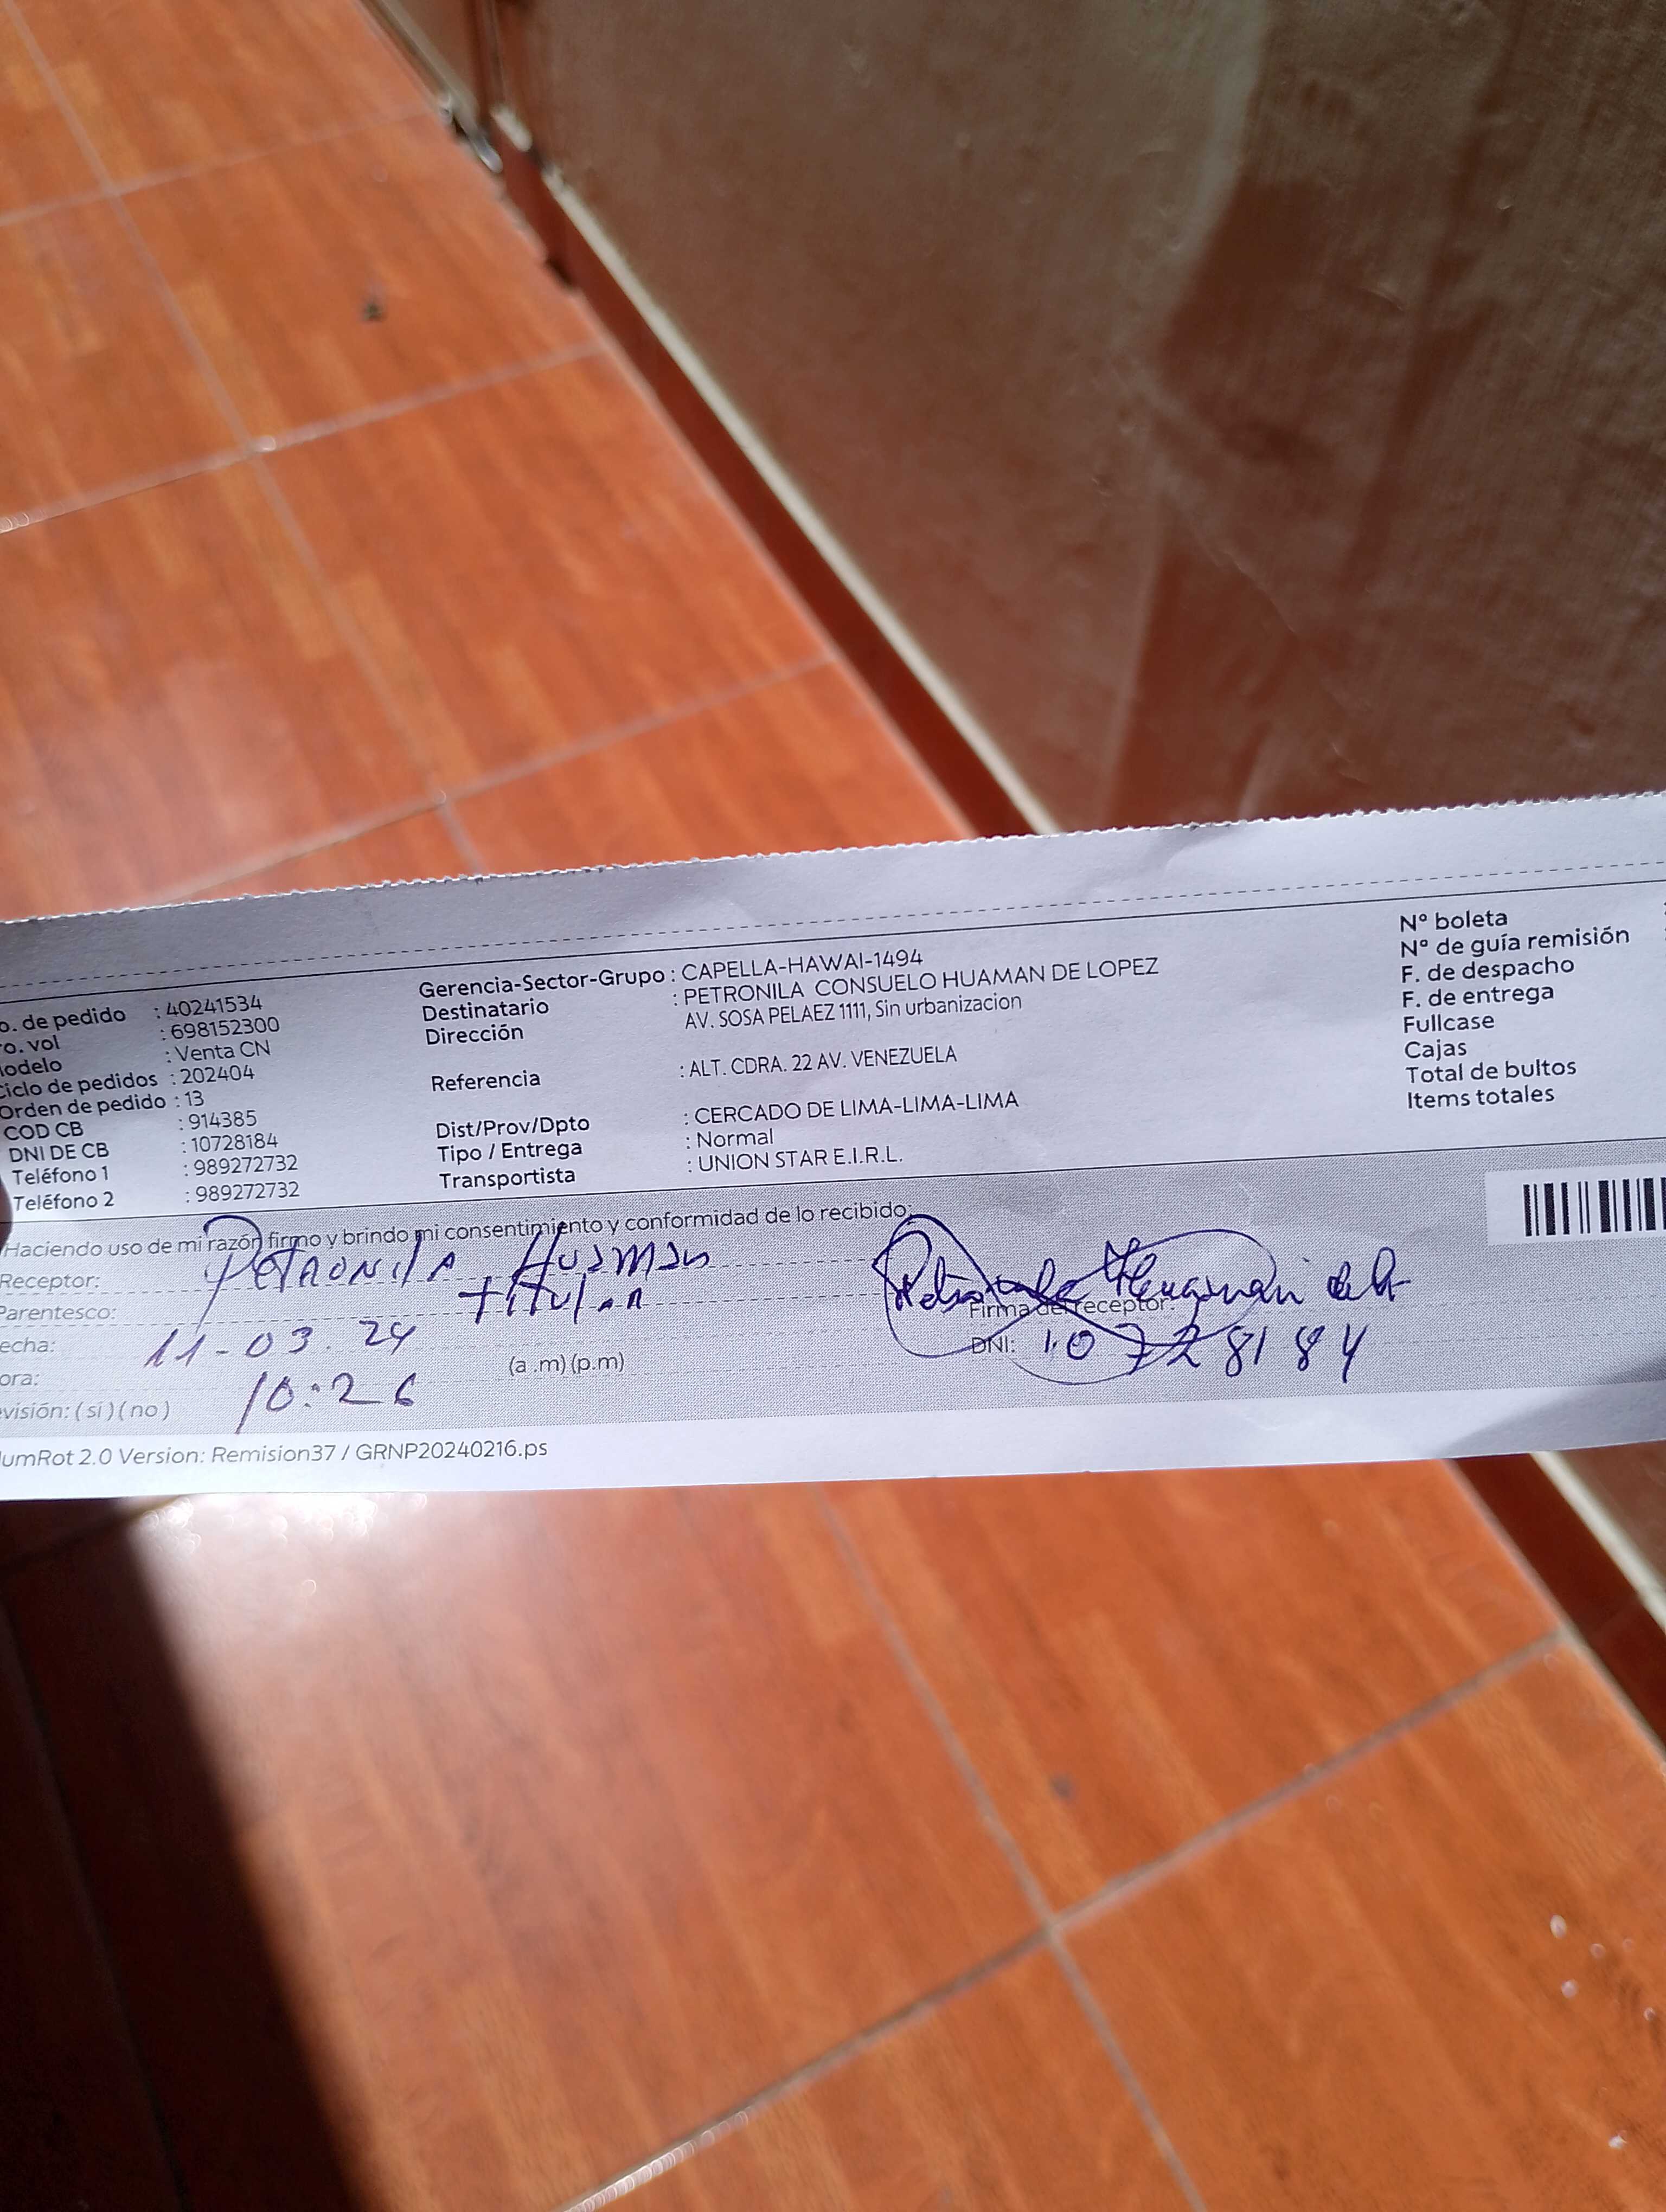 o. de pedido : 40241534
ro. vol : 698152300
odelo : Venta CN
Ciclo de pedidos : 202404
Orden de pedido : 13
COD CB : 914385
DNI DE CB : 10728184
Teléfono 1 : 989272732
Teléfono 2 : 989272732
Gerencia-Sector-Grupo : CAPELLA-HAWAI-1494
Destinatario : PETRONILA CONSUELO HUAMAN DE LOPEZ
Dirección AV. SOSA PELAEZ 1111, Sin urbanizacion
Referencia : ALT. CDRA. 22 AV. VENEZUELA
Dist/Prov/Dpto : CERCADO DE LIMA-LIMA-LIMA
Tipo / Entrega : Normal
Transportista : UNION STAR E.I.R.L.
Nº boleta
Nº de guía remisión
F. de despacho
F. de entrega
Fullcase
Cajas
Total de bultos
Items totales
Haciendo uso de mi razón firmo y brindo mi consentimiento y conformidad de lo recibido:
Receptor: PETRONILA HUAMAN
Parentesco: titular
echa: 11-03.24
ora: 10:26 (a .m) (p.m)
visión: ( si ) ( no )
Petronila Huaman de L
Firma del receptor:
DNI: 10728184
umRot 2.0 Version: Remision37 / GRNP20240216.ps